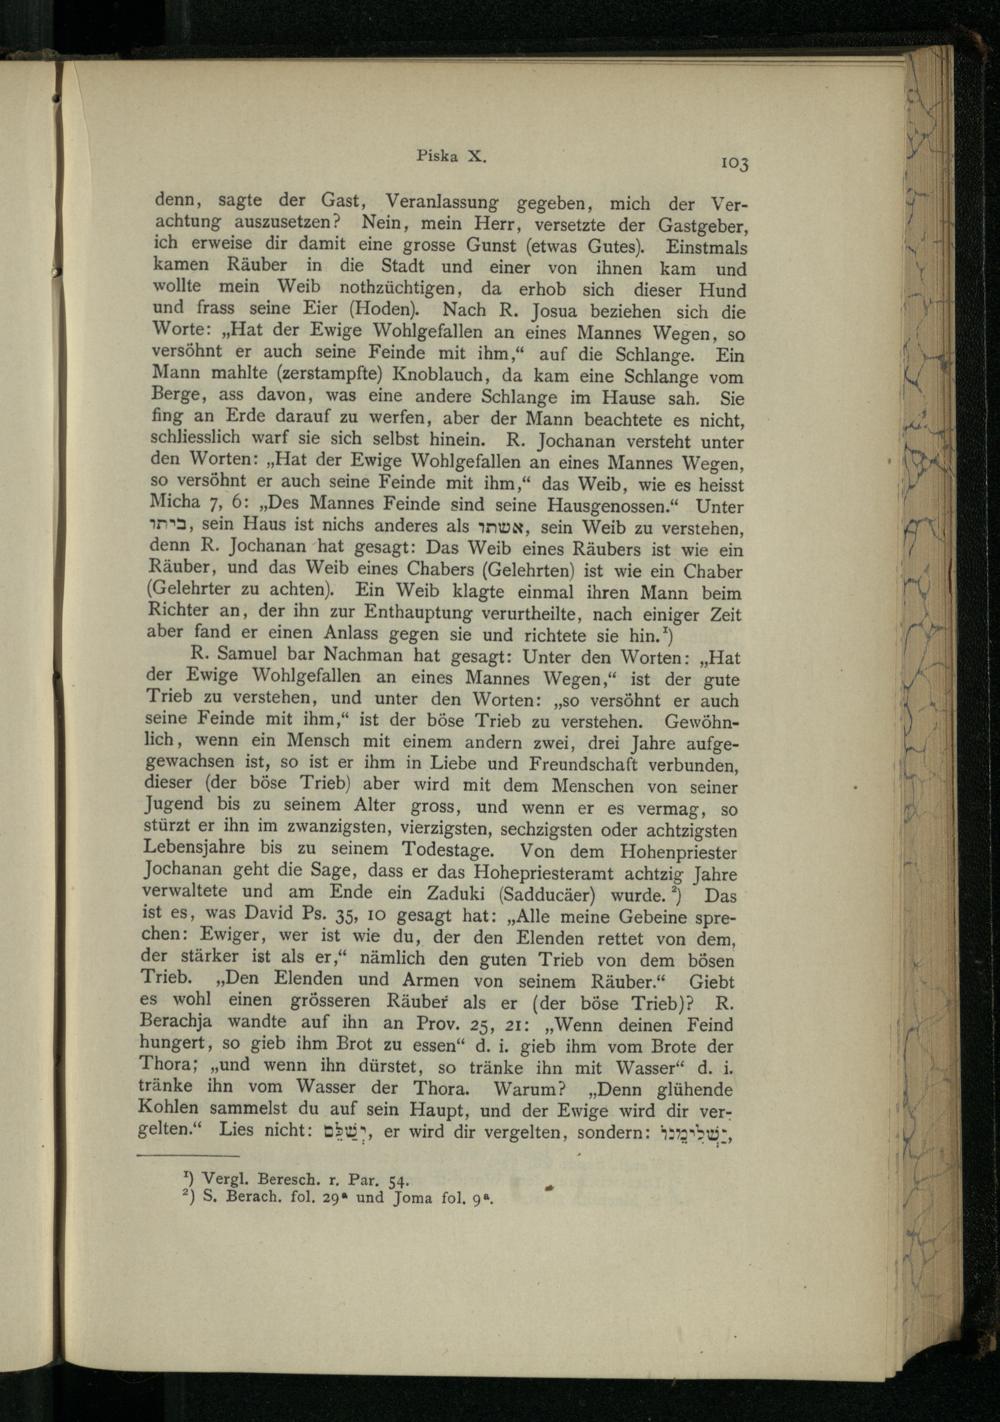 Piska X.
103
denn, sagte der Gast, Veranlassung gegeben, mich der Ver-
achtung auszusetzen? Nein, mein Herr, versetzte der Gastgeber,
ich erweise dir damit eine grosse Gunst (etwas Gutes). Einstmals
kamen Räuber in die Stadt und einer von ihnen kam und
wollte mein Weib nothzüchtigen, da erhob sich dieser Hund
und frass seine Eier (Hoden). Nach R. Josua beziehen sich die
Worte: „Hat der Ewige Wohlgefallen an eines Mannes Wegen, so
versöhnt er auch seine Feinde mit ihm,“ auf die Schlange. Ein
Mann mahlte (zerstampfte) Knoblauch, da kam eine Schlange vom
Berge, ass davon, was eine andere Schlange im Hause sah. Sie
fing an Erde darauf zu werfen, aber der Mann beachtete es nicht,
schliesslich warf sie sich selbst hinein. R. Jochanan versteht unter
den Worten: „Hat der Ewige Wohlgefallen an eines Mannes Wegen,
so versöhnt er auch seine Feinde mit ihm,“ das Weib, wie es heisst
Micha 7, 6: „Des Mannes Feinde sind seine Hausgenossen.“ Unter
ביתו, sein Haus ist nichs anderes als אשתו, sein Weib zu verstehen,
denn R. Jochanan hat gesagt: Das Weib eines Räubers ist wie ein
Räuber, und das Weib eines Chabers (Gelehrten) ist wie ein Chaber
(Gelehrter zu achten). Ein Weib klagte einmal ihren Mann beim
Richter an, der ihn zur Enthauptung verurtheilte, nach einiger Zeit
aber fand er einen Anlass gegen sie und richtete sie hin.¹)
R. Samuel bar Nachman hat gesagt: Unter den Worten: „Hat
der Ewige Wohlgefallen an eines Mannes Wegen,“ ist der gute
Trieb zu verstehen, und unter den Worten: „so versöhnt er auch
seine Feinde mit ihm,“ ist der böse Trieb zu verstehen. Gewöhn-
lich, wenn ein Mensch mit einem andern zwei, drei Jahre aufge-
gewachsen ist, so ist er ihm in Liebe und Freundschaft verbunden,
dieser (der böse Trieb) aber wird mit dem Menschen von seiner
Jugend bis zu seinem Alter gross, und wenn er es vermag, so
stürzt er ihn im zwanzigsten, vierzigsten, sechzigsten oder achtzigsten
Lebensjahre bis zu seinem Todestage. Von dem Hohenpriester
Jochanan geht die Sage, dass er das Hohepriesteramt achtzig Jahre
verwaltete und am Ende ein Zaduki (Sadducäer) wurde.²) Das
ist es, was David Ps. 35, 10 gesagt hat: „Alle meine Gebeine spre-
chen: Ewiger, wer ist wie du, der den Elenden rettet von dem,
der stärker ist als er,“ nämlich den guten Trieb von dem bösen
Trieb. „Den Elenden und Armen von seinem Räuber.“ Giebt
es wohl einen grösseren Räuber als er (der böse Trieb)? R.
Berachja wandte auf ihn an Prov. 25, 21: „Wenn deinen Feind
hungert, so gieb ihm Brot zu essen“ d. i. gieb ihm vom Brote der
Thora; „und wenn ihn dürstet, so tränke ihn mit Wasser“ d. i.
tränke ihn vom Wasser der Thora. Warum? „Denn glühende
Kohlen sammelst du auf sein Haupt, und der Ewige wird dir ver-
gelten.“ Lies nicht: יְשַׁלֵּם, er wird dir vergelten, sondern: יַשְׁלִימֶנּוּ,
¹) Vergl. Beresch. r. Par. 54.
²) S. Berach. fol. 29ª und Joma fol. 9ª.